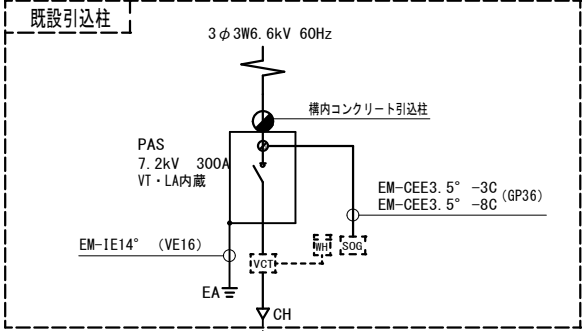 既設引込柱
3φ3W6.6kV 60Hz
構内コンクリート引込柱
PAS
7.2kV 300A
VT・LA内蔵
EM-CEE3.5° -3C
EM-CEE3.5° -8C
(GP36)
EM-IE14° (VE16)
WH
SOG
VCT
EA
CH